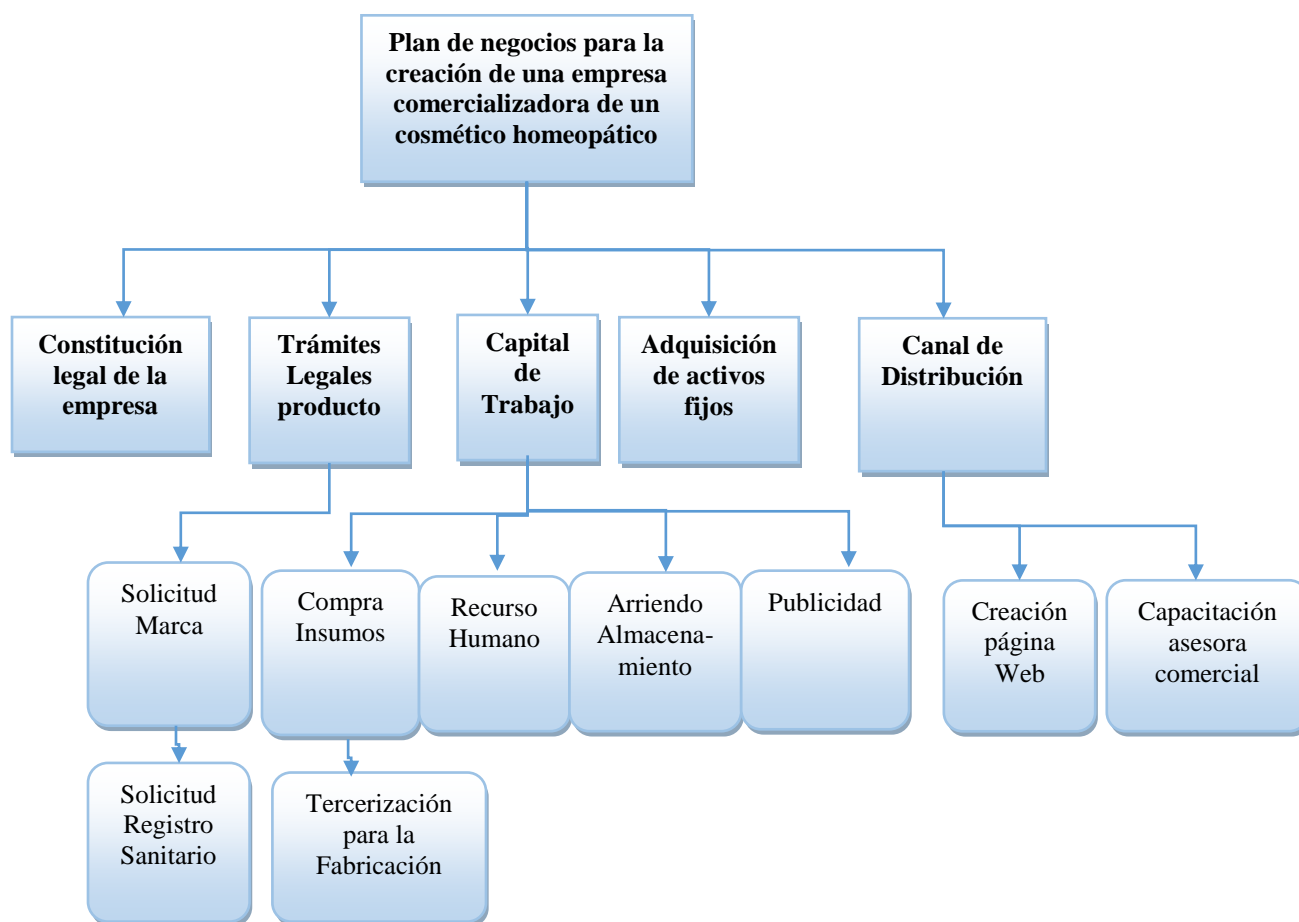 Plan de negocios para la
creación de una empresa
comercializadora de un
cosmético homeopático
Constitución
legal de la
empresa
Trámites
Legales
producto
Capital
de
Trabajo
Adquisición
de activos
fijos
Canal de
Distribución
Solicitud
Marca
Compra
Insumos
Recurso
Humano
Arriendo
Almacena-
miento
Publicidad
Creación
página
Web
Capacitación
asesora
comercial
Solicitud
Registro
Sanitario
Tercerización
para la
Fabricación